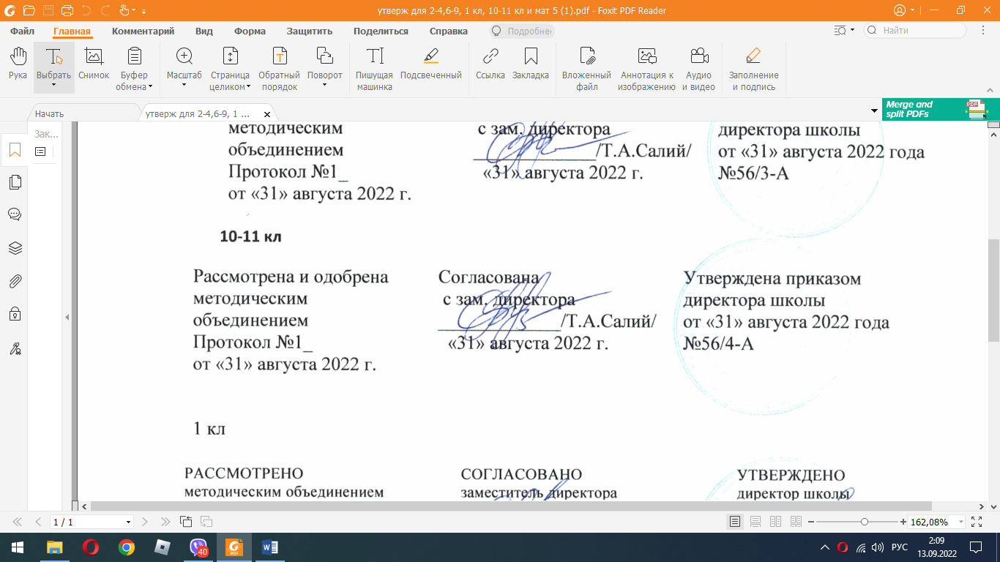 утверж для 2-4,6-9, 1 кл, 10-11 кл и мат 5 (1).pdf - Foxit PDF Reader
Файл Главная Комментарий Вид Форма Защитить Поделиться Справка Подробнее Найти
Рука Выбрать Снимок Буфер обмена Масштаб Страница целиком Обратный порядок Поворот Пишущая машинка Подсвеченный Ссылка Закладка Вложенный файл Аннотация к изображению Аудио и видео Заполнение и подпись
Начать утверж для 2-4,6-9, 1 ... Merge and split PDFs PDF
Зак...
методическим с зам. директора директора школы
объединением /Т.А.Салий/ от «31» августа 2022 года
Протокол №1_ «31» августа 2022 г. №56/3-А
от «31» августа 2022 г.
10-11 кл
Рассмотрена и одобрена Согласована Утверждена приказом
методическим с зам. директора директора школы
объединением /Т.А.Салий/ от «31» августа 2022 года
Протокол №1_ «31» августа 2022 г. №56/4-А
от «31» августа 2022 г.
1 кл
РАССМОТРЕНО СОГЛАСОВАНО УТВЕРЖДЕНО
методическим объединением заместитель директора директор школы
1 / 1 162,08%
40 PDF РУС 2:09
13.09.2022